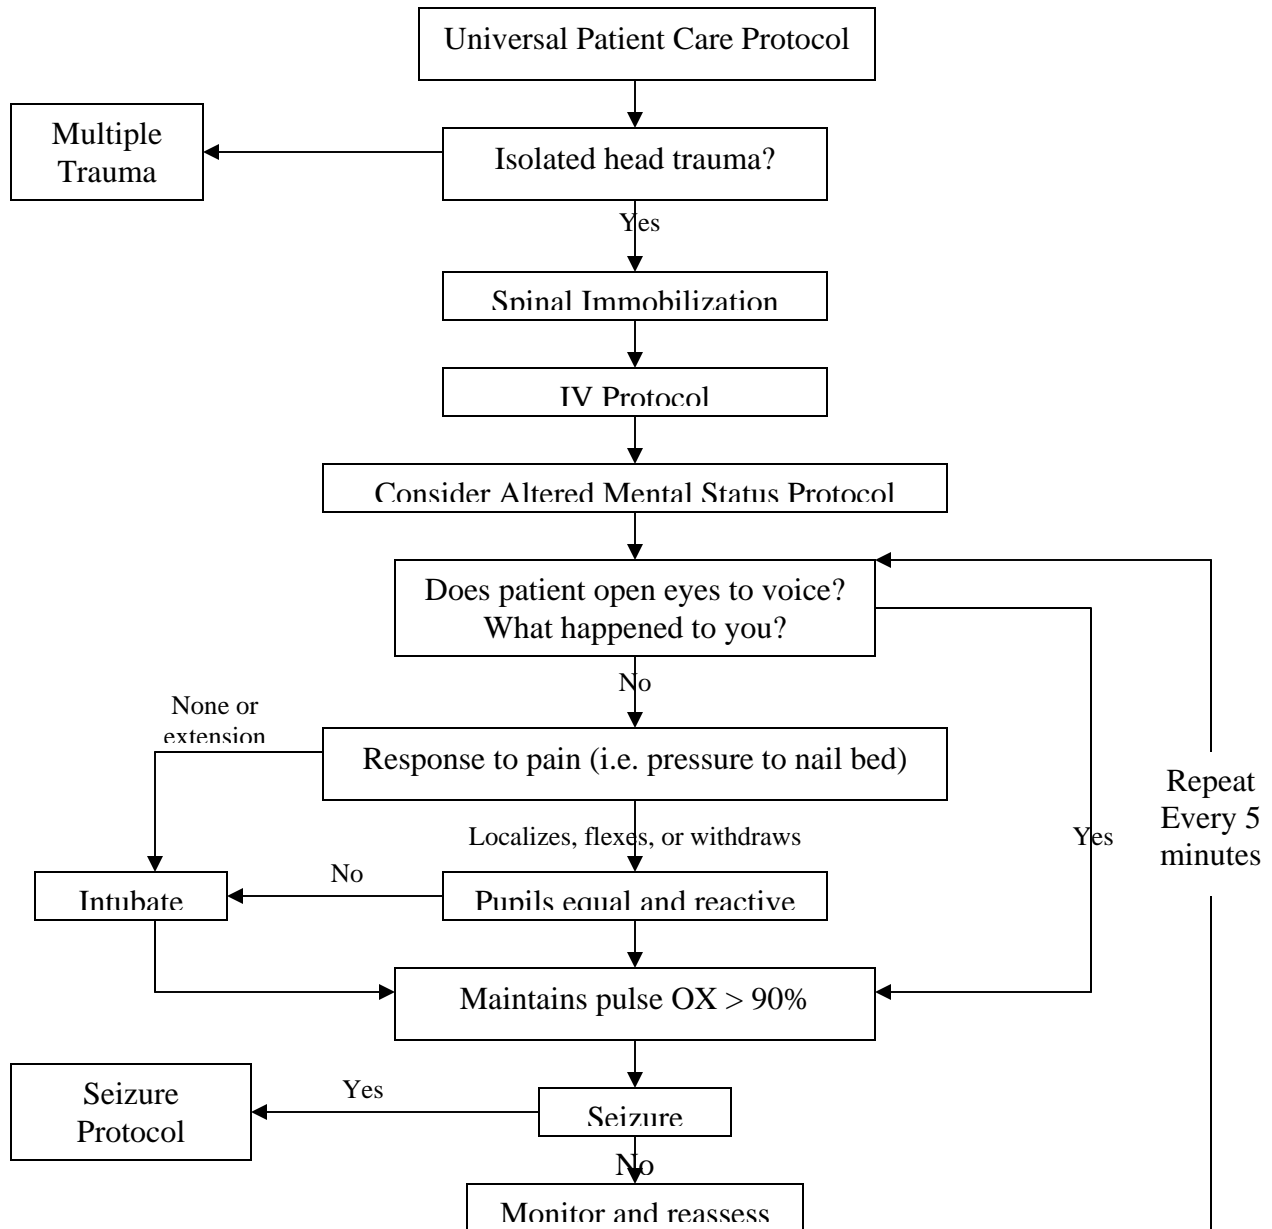 Universal Patient Care Protocol
Multiple
Trauma
Isolated head trauma?
Yes
Spinal Immobilization
IV Protocol
Consider Altered Mental Status Protocol
Does patient open eyes to voice?
What happened to you?
No
None or
extension
Response to pain (i.e. pressure to nail bed)
Repeat
Every 5
minutes
Localizes, flexes, or withdraws
Yes
No
Intubate
Pupils equal and reactive
Maintains pulse OX > 90%
Seizure
Protocol
Yes
Seizure
No
Monitor and reassess